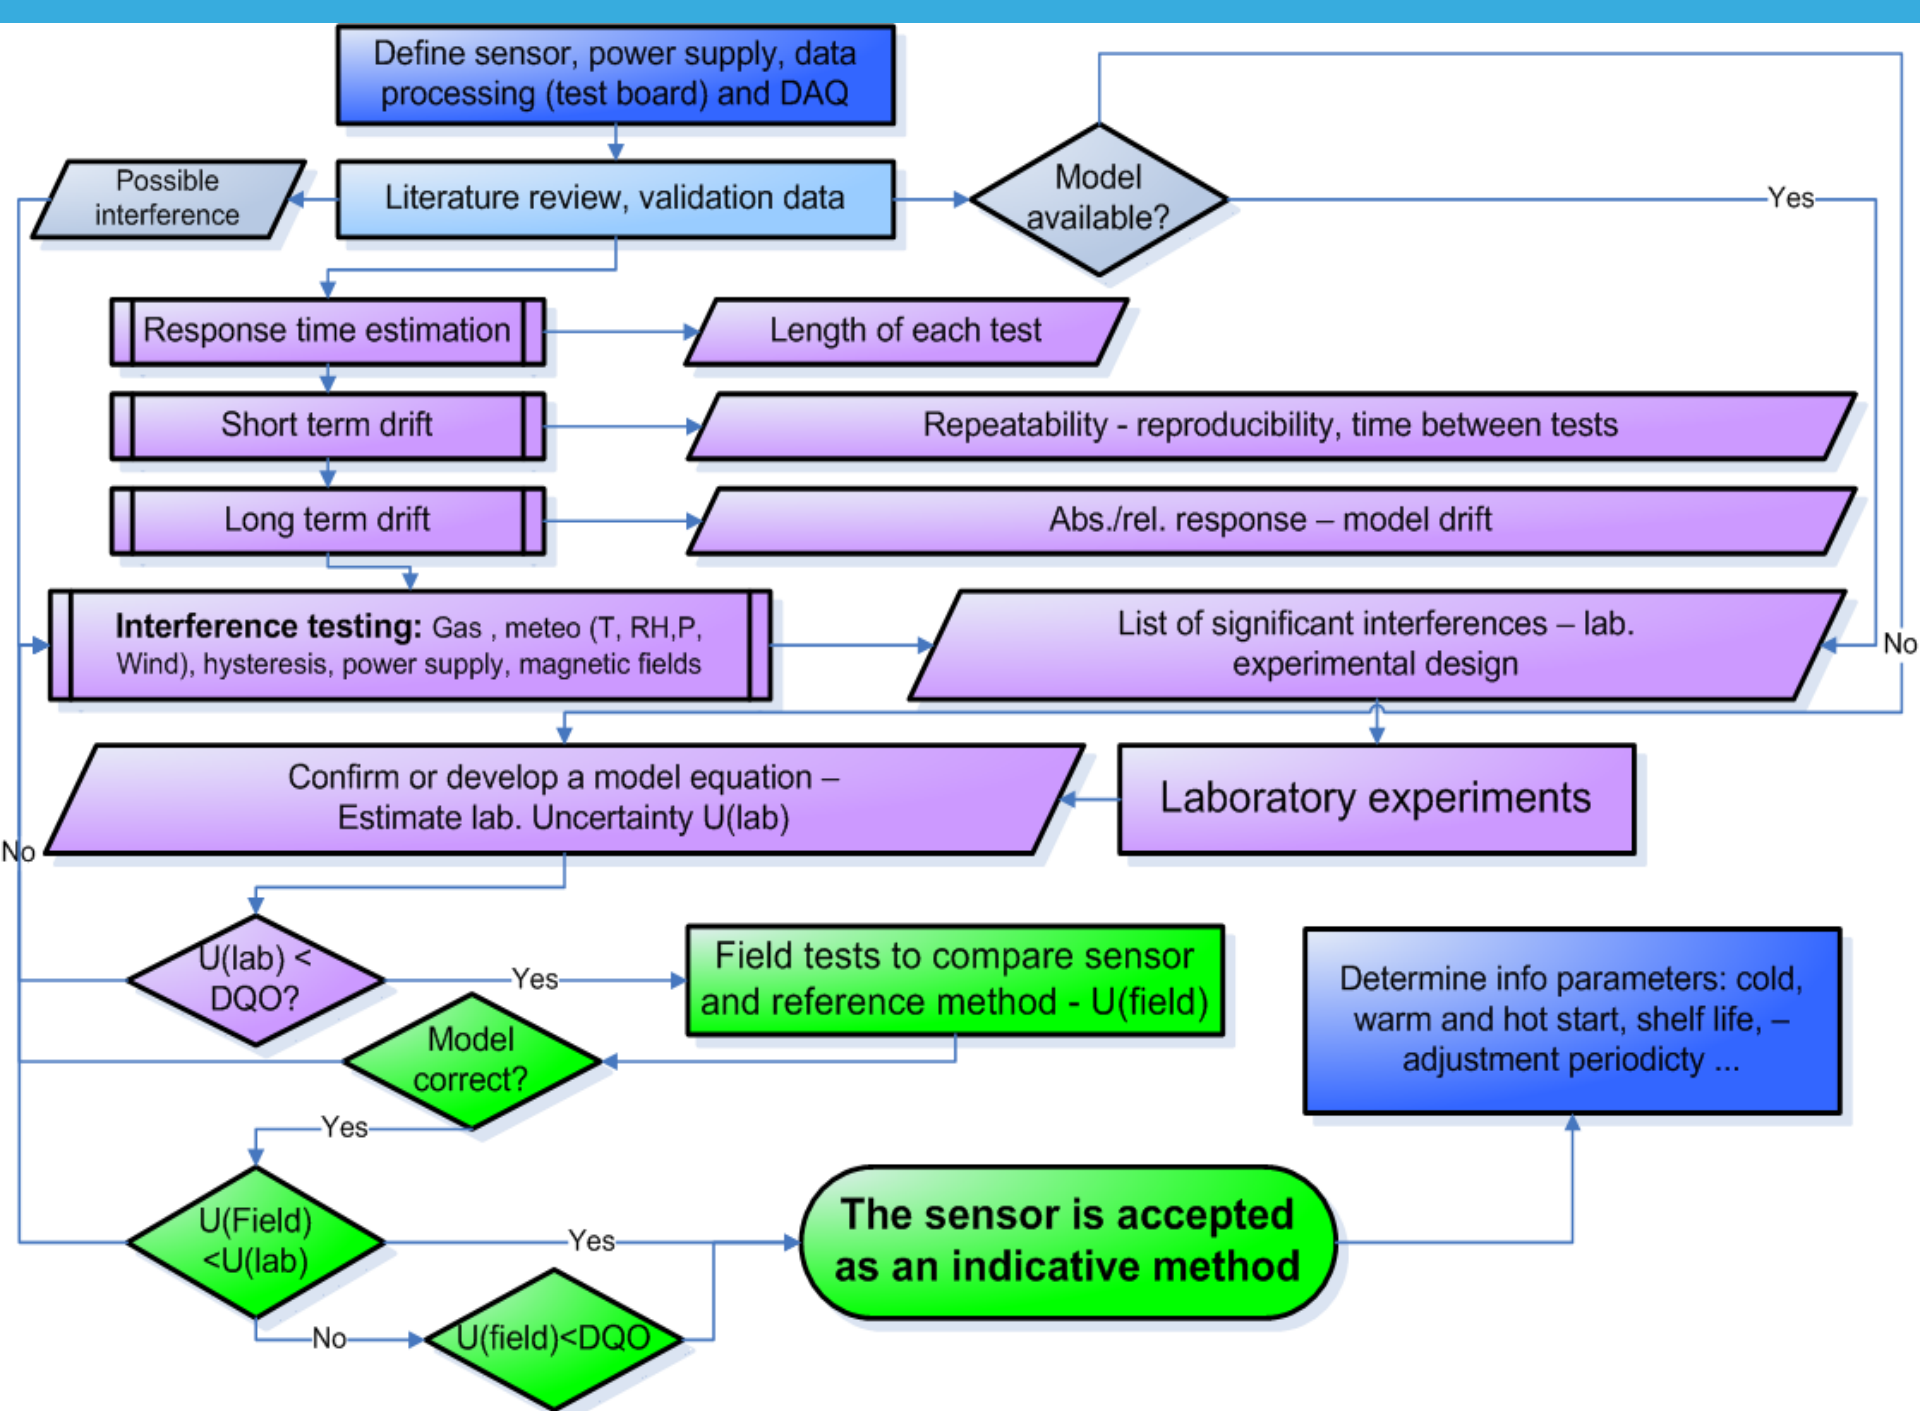 Define sensor, power supply, data
processing (test board) and DAQ
Possible
interference
Literature review, validation data
Model
available?
Yes
Response time estimation
Length of each test
Short term drift
Repeatability - reproducibility, time between tests
Long term drift
Abs./rel. response – model drift
Interference testing: Gas , meteo (T, RH,P,
Wind), hysteresis, power supply, magnetic fields
List of significant interferences – lab.
experimental design
No
Confirm or develop a model equation –
Estimate lab. Uncertainty U(lab)
Laboratory experiments
No
U(lab) <
DQO?
Yes
Field tests to compare sensor
and reference method - U(field)
Determine info parameters: cold,
warm and hot start, shelf life, –
adjustment periodicty ...
Model
correct?
Yes
U(Field)
<U(lab)
Yes
The sensor is accepted
as an indicative method
No
U(field)<DQO